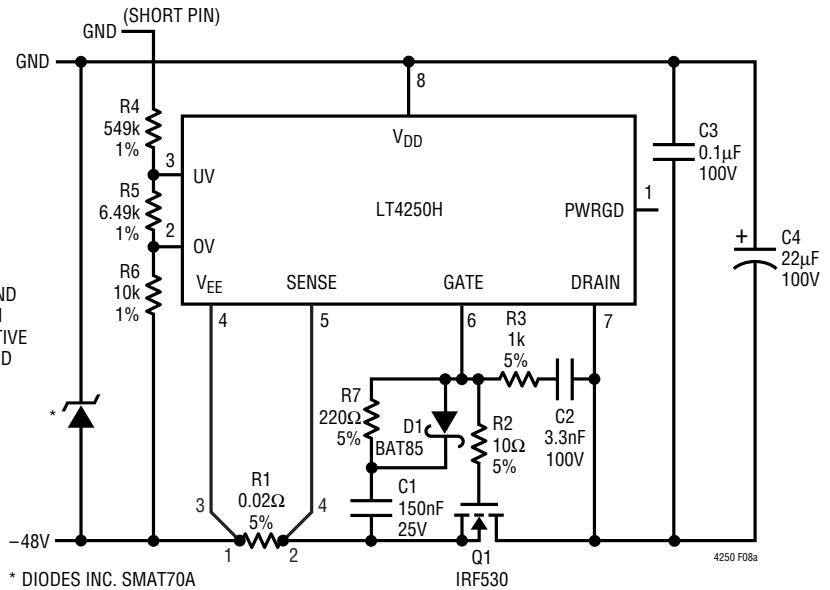 (SHORT PIN)
GND
GND
8
R4
549k
1%
VDD
C3
0.1µF
100V
3
UV
R5
6.49k
1%
LT4250H
PWRGD
1
2
OV
+
C4
22µF
100V
R6
10k
1%
VEE
SENSE
GATE
DRAIN
ND
TIVE
D
4
5
6
7
R3
1k
5%
*
R7
220Ω
5%
D1
BAT85
R2
10Ω
5%
C2
3.3nF
100V
R1
0.02Ω
5%
3
4
C1
150nF
25V
–48V
1
2
Q1
IRF530
4250 F08a
* DIODES INC. SMAT70A